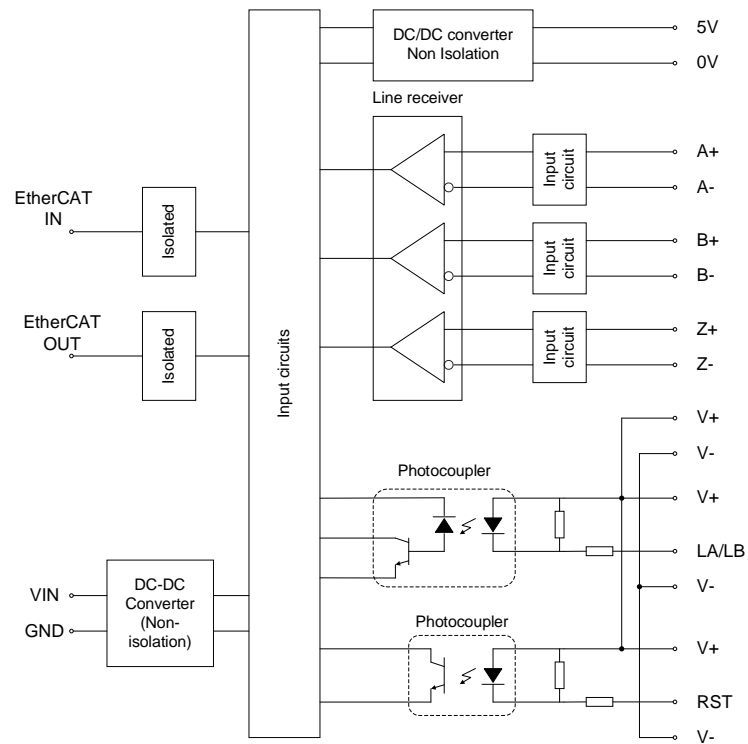 DC/DC converter
Non Isolation
5V
0V
Line receiver
Input
circuit
A+
A-
EtherCAT
IN
Isolated
Input
circuit
B+
B-
EtherCAT
OUT
Isolated
Input
circuit
Z+
Z-
Input circuits
V+
V-
Photocoupler
V+
LA/LB
V-
VIN
GND
DC-DC
Converter
(Non-
isolation)
Photocoupler
V+
RST
V-